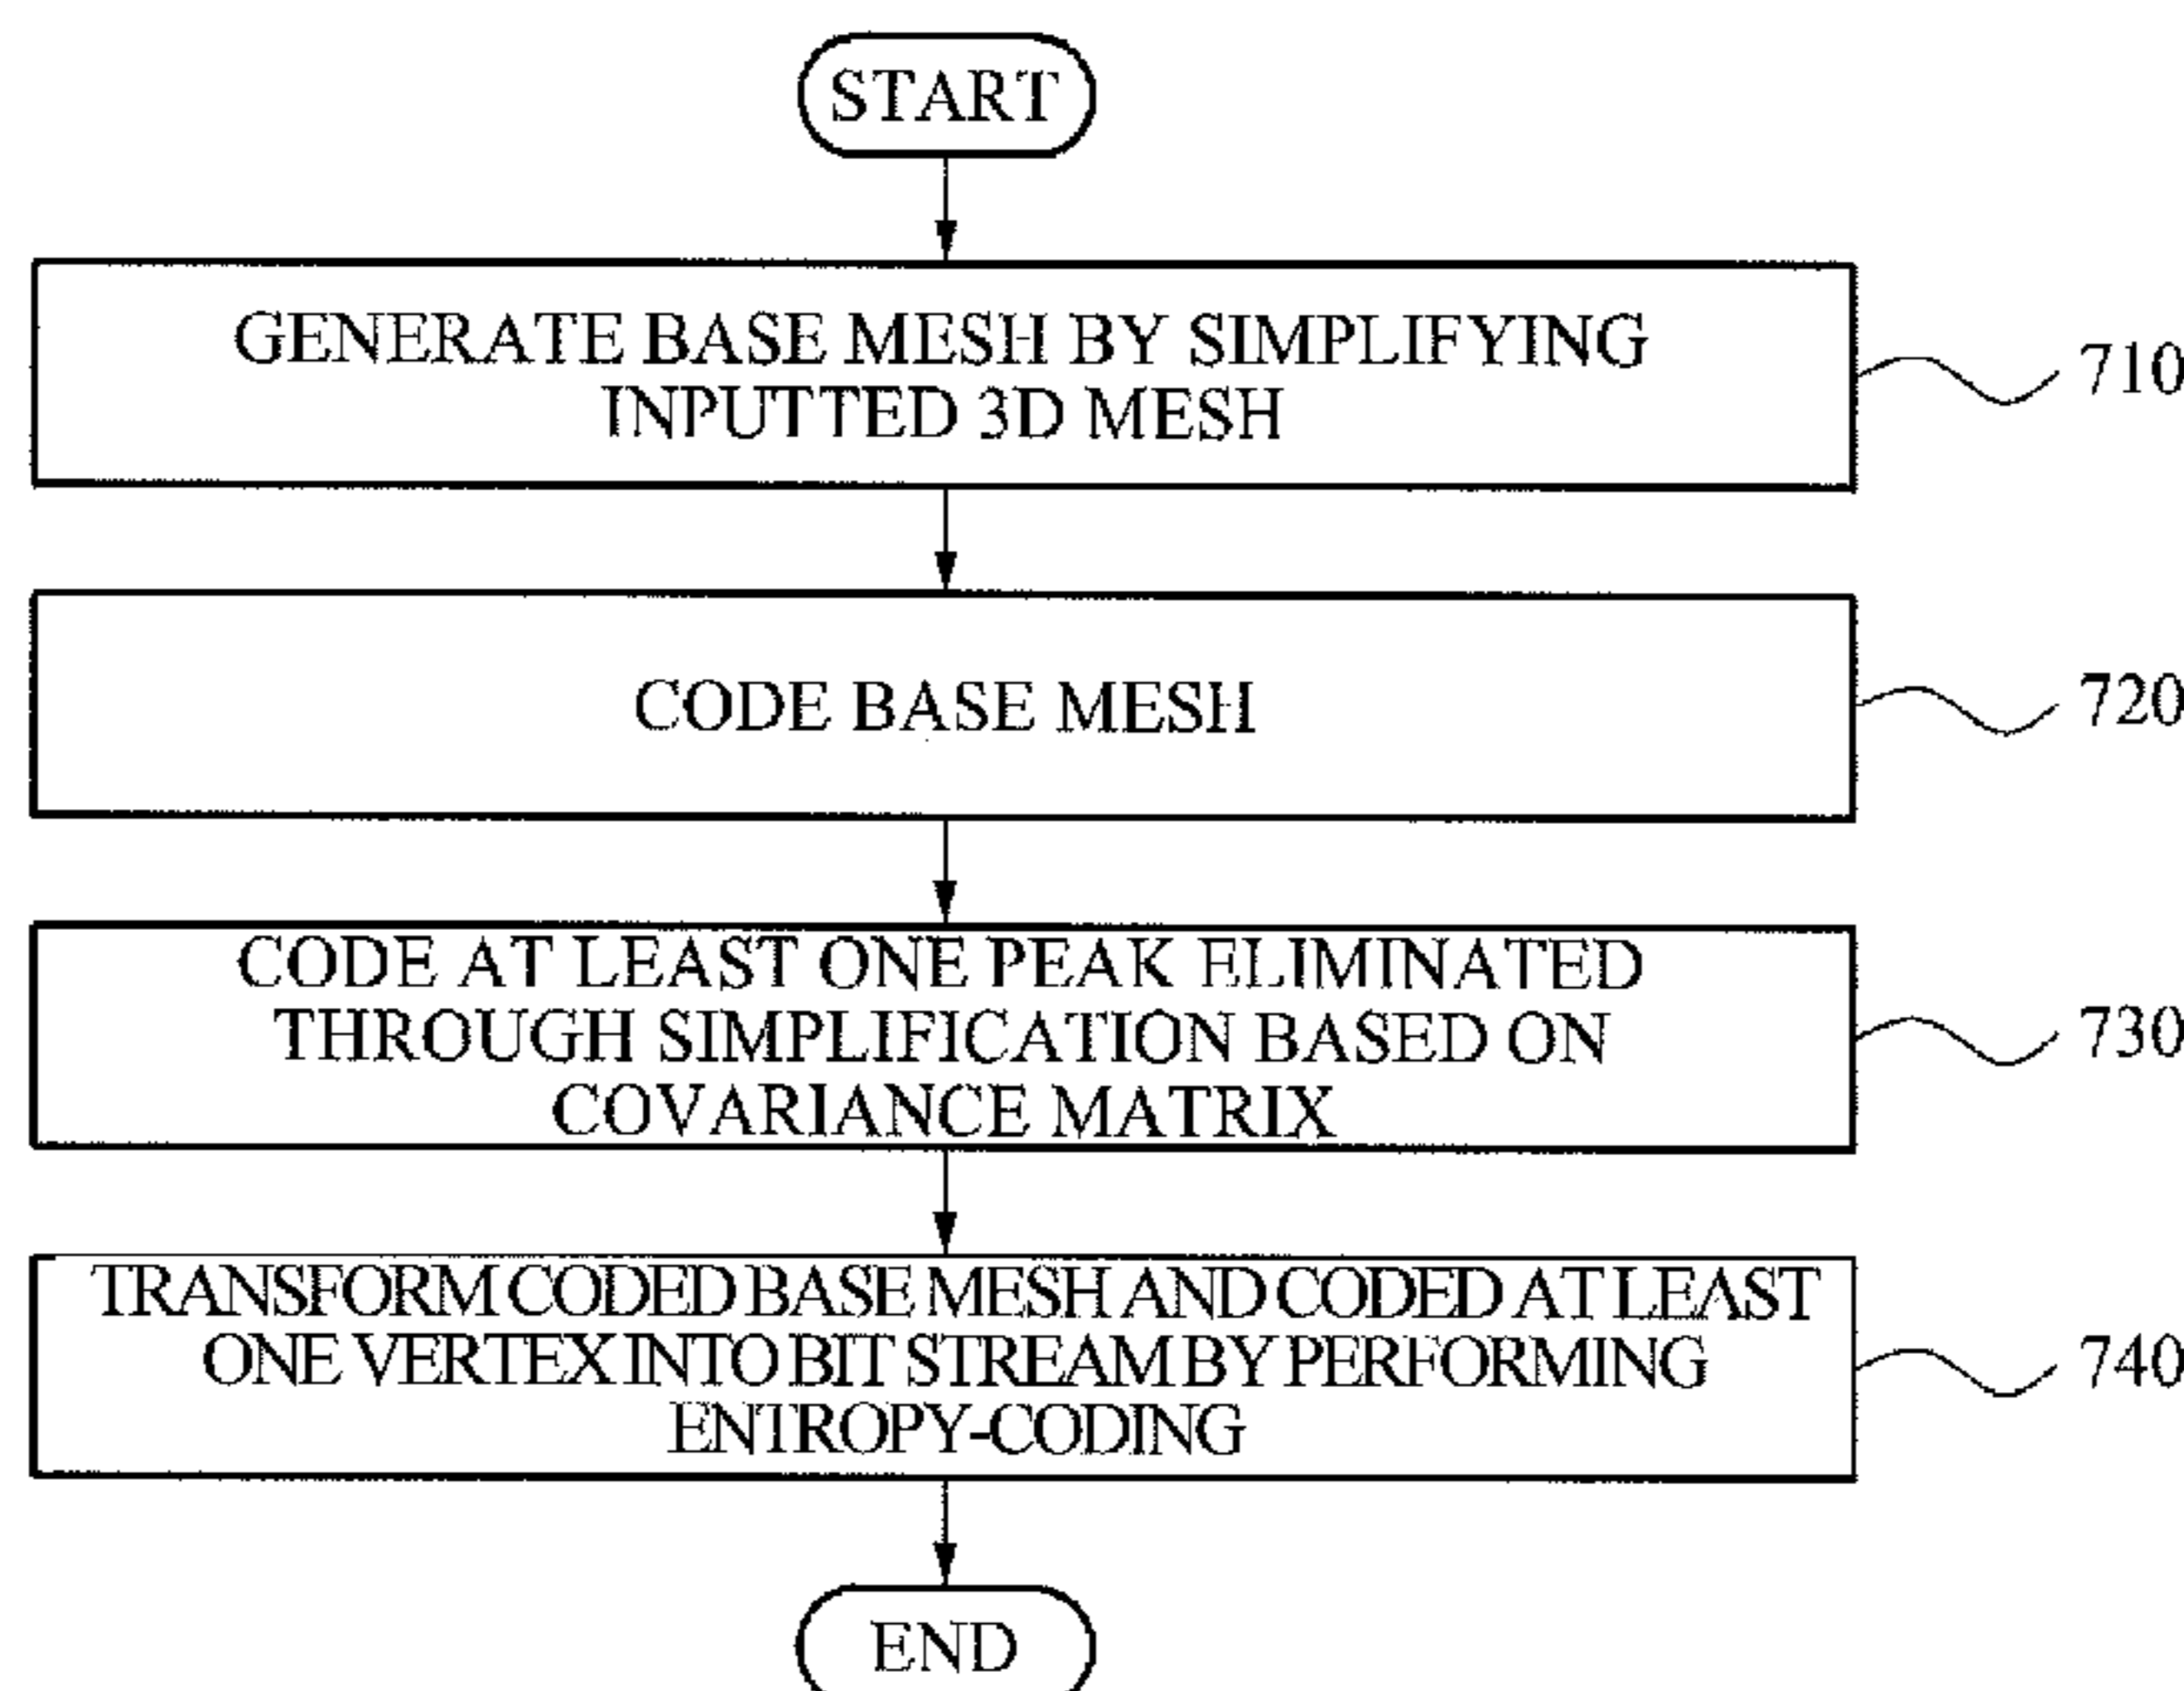 START
GENERATE BASE MESH BY SIMPLIFYING
INPUTTED 3D MESH
710
CODE BASE MESH
720
CODE AT LEAST ONE PEAK ELIMINATED
THROUGH SIMPLIFICATION BASED ON
COVARIANCE MATRIX
730
TRANSFORM CODED BASE MESH AND CODED AT LEAST
ONE VERTEX INTO BIT STREAM BY PERFORMING
ENTROPY-CODING
740
END